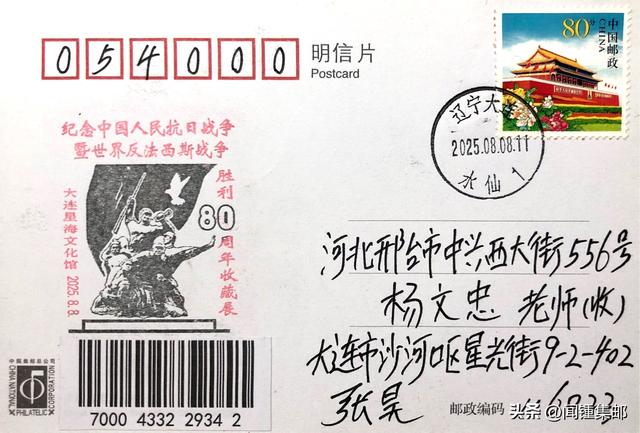 054000
明信片
Postcard
80分
中国邮政
CHINA
辽宁大连
2025.08.08.11
水仙1
纪念中国人民抗日战争
暨世界反法西斯战争
胜利
80
周年收藏展
大连星海文化馆 2025.8.8.
河北邢台市中兴西大街556号
杨文忠 老师(收)
大连市沙河口区星光街9-2-402
张昊
中国集邮总公司
CHINA NATIONAL
PHILATELIC
CORPORATION
7000 4332 2934 2
邮政编码
头条 @闻锺集邮